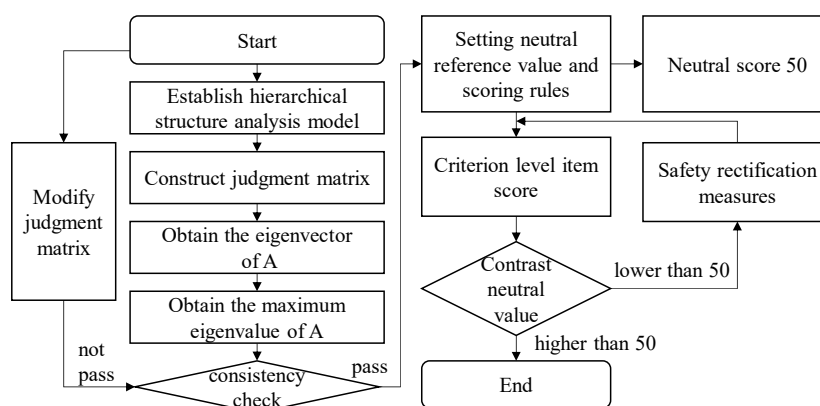 Start
Establish hierarchical
structure analysis model
Construct judgment matrix
Obtain the eigenvector
of A
Obtain the maximum
eigenvalue of A
consistency
check
Modify
judgment
matrix
not
pass
pass
Setting neutral
reference value and
scoring rules
Neutral score 50
Criterion level item
score
Safety rectification
measures
Contrast
neutral
value
lower than 50
higher than 50
End